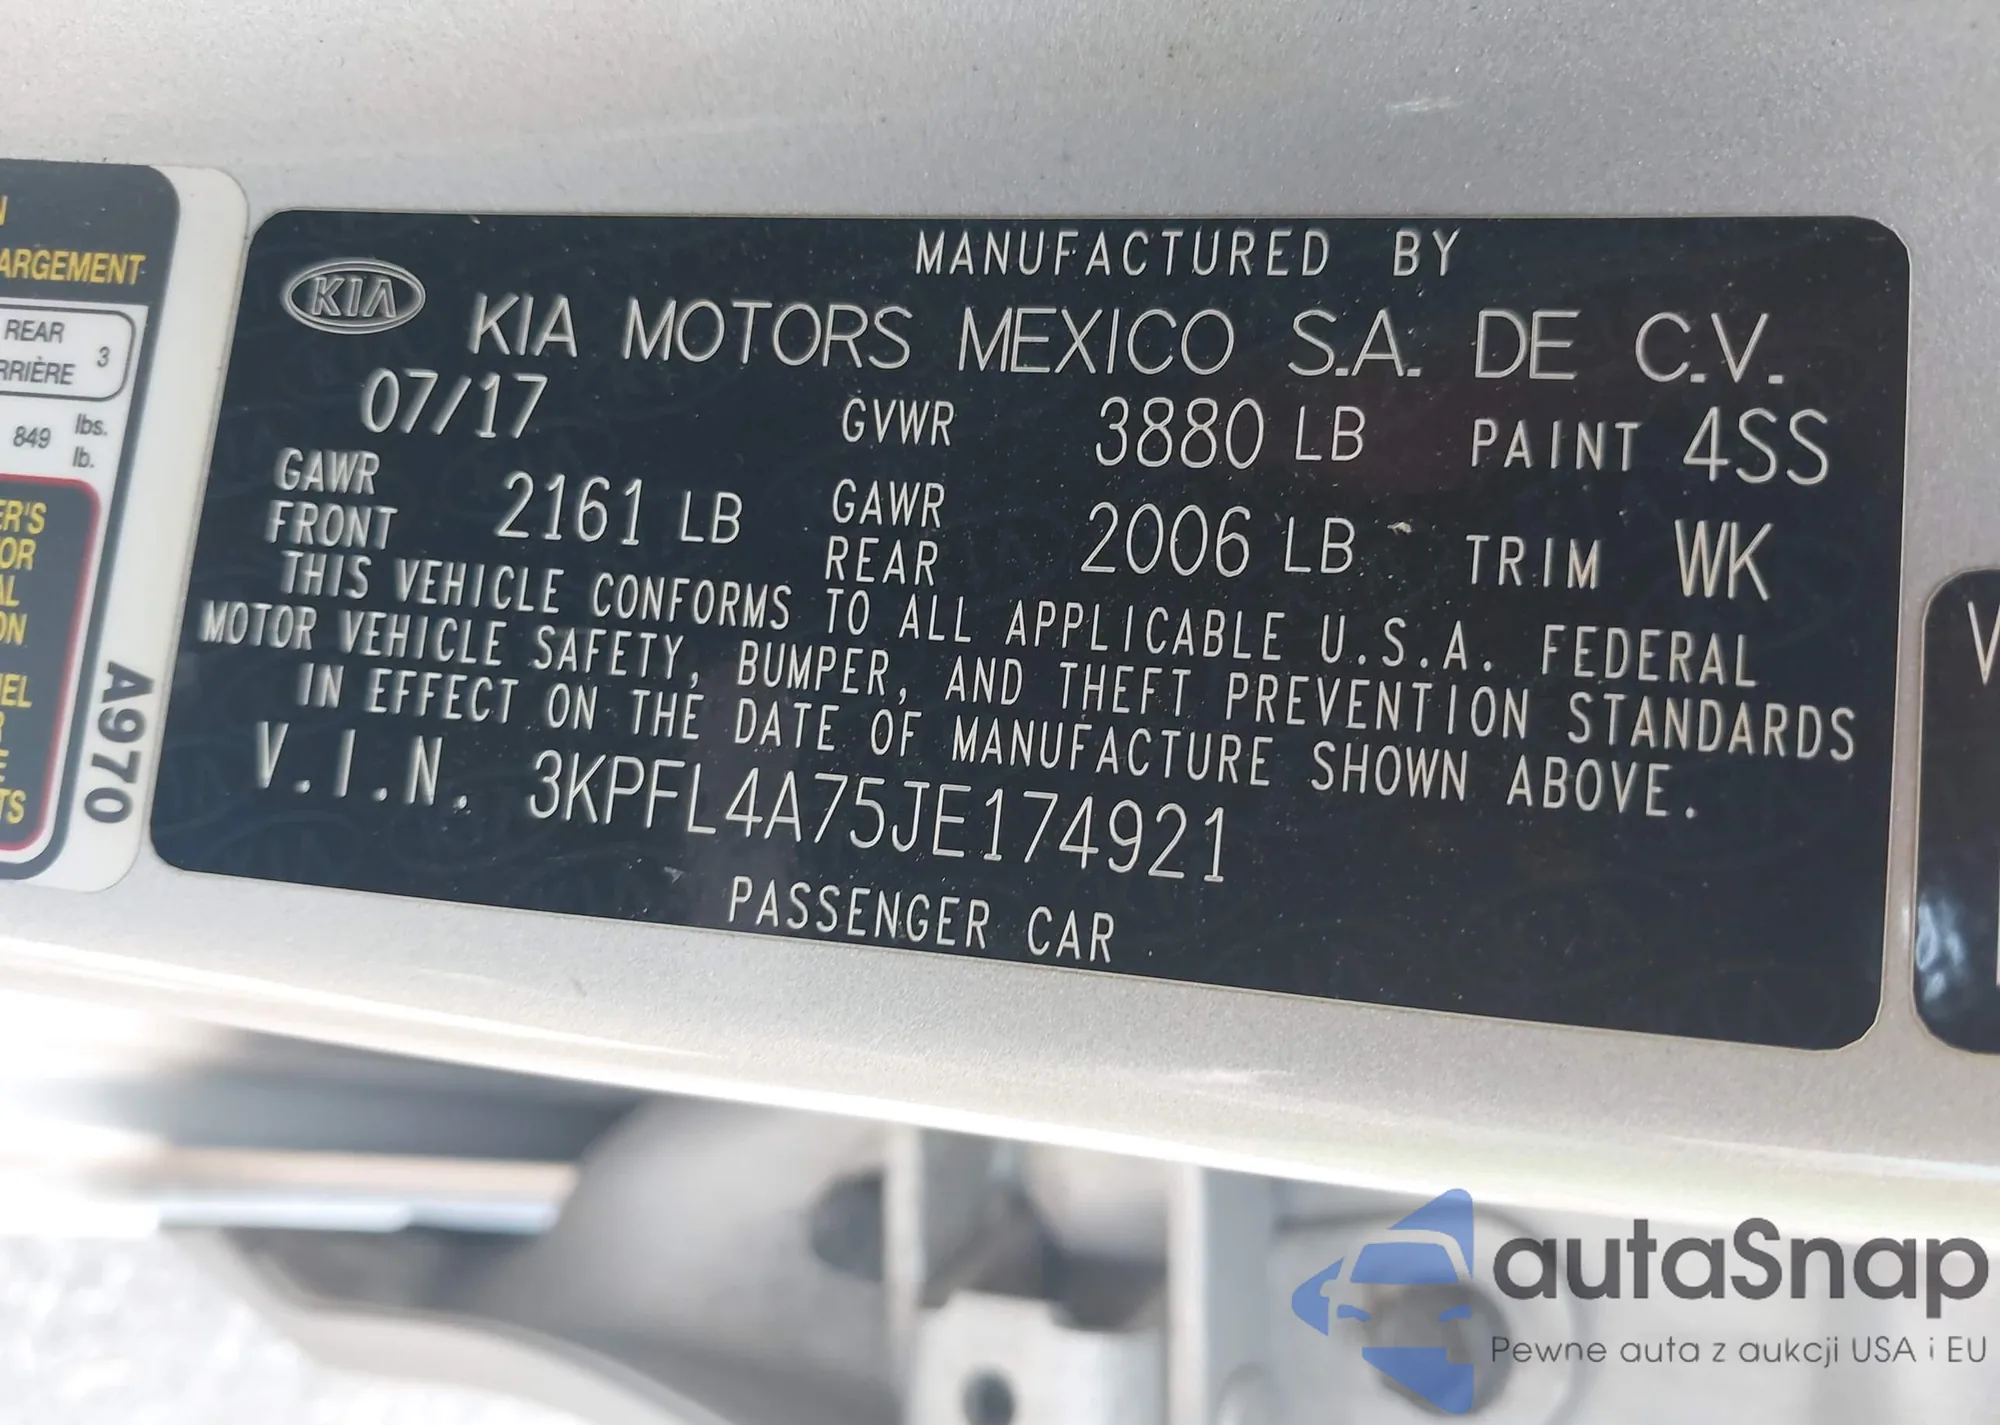 ARGEMENT
REAR
3
849 lbs.
lb.
A970
MANUFACTURED BY
KIA
KIA MOTORS MEXICO S.A. DE C.V.
07/17 GVWR 3880 LB PAINT 4SS
GAWR
FRONT 2161 LB GAWR
REAR 2006 LB TRIM WK
THIS VEHICLE CONFORMS TO ALL APPLICABLE U.S.A. FEDERAL
MOTOR VEHICLE SAFETY, BUMPER, AND THEFT PREVENTION STANDARDS
IN EFFECT ON THE DATE OF MANUFACTURE SHOWN ABOVE.
V.I.N. 3KPFL4A75JE174921
PASSENGER CAR
autaSnap
Pewne auta z aukcji USA i EU